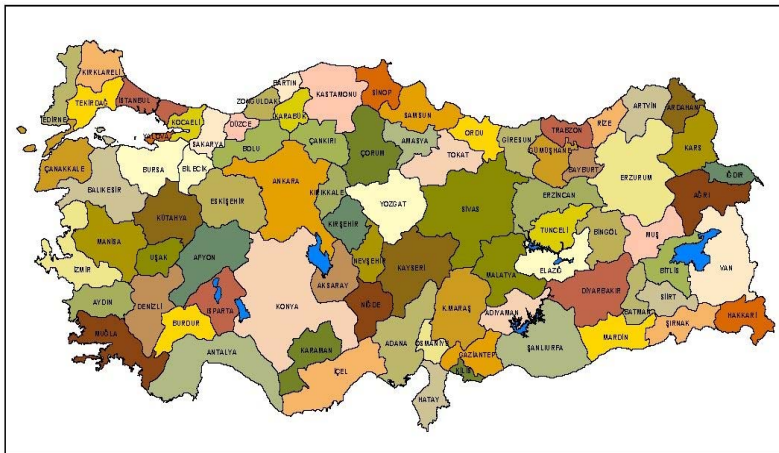 KIRKLARELİ
EDİRNE
TEKİRDAĞ
İSTANBUL
KOCAELİ
YALOVA
SAKARYA
DÜZCE
ZONGULDAK
BARTIN
KARABÜK
KASTAMONU
SİNOP
SAMSUN
ORDU
GİRESUN
TRABZON
RİZE
ARTVİN
ARDAHAN
KARS
IĞDIR
AĞRI
ERZURUM
BAYBURT
GÜMÜŞHANE
BOLU
ÇANKIRI
ÇORUM
AMASYA
TOKAT
ÇANAKKALE
BALIKESİR
BURSA
BİLECİK
ESKİŞEHİR
ANKARA
KIRIKKALE
YOZGAT
SİVAS
ERZİNCAN
TUNCELİ
BİNGÖL
MUŞ
KÜTAHYA
KIRŞEHİR
MANİSA
UŞAK
AFYON
İZMİR
NEVŞEHİR
KAYSERİ
MALATYA
ELAZĞ
BİTLİS
VAN
AYDIN
DENİZLİ
ISPARTA
KONYA
AKSARAY
NİĞDE
K.MARAŞ
ADIYAMAN
DİYARBAKIR
BATMAN
SİİRT
HAKKARİ
ŞIRNAK
MARDİN
MUĞLA
BURDUR
ANTALYA
KARAMAN
İÇEL
ADANA
OSMANİYE
GAZİANTEP
KİLİS
ŞANLIURFA
HATAY